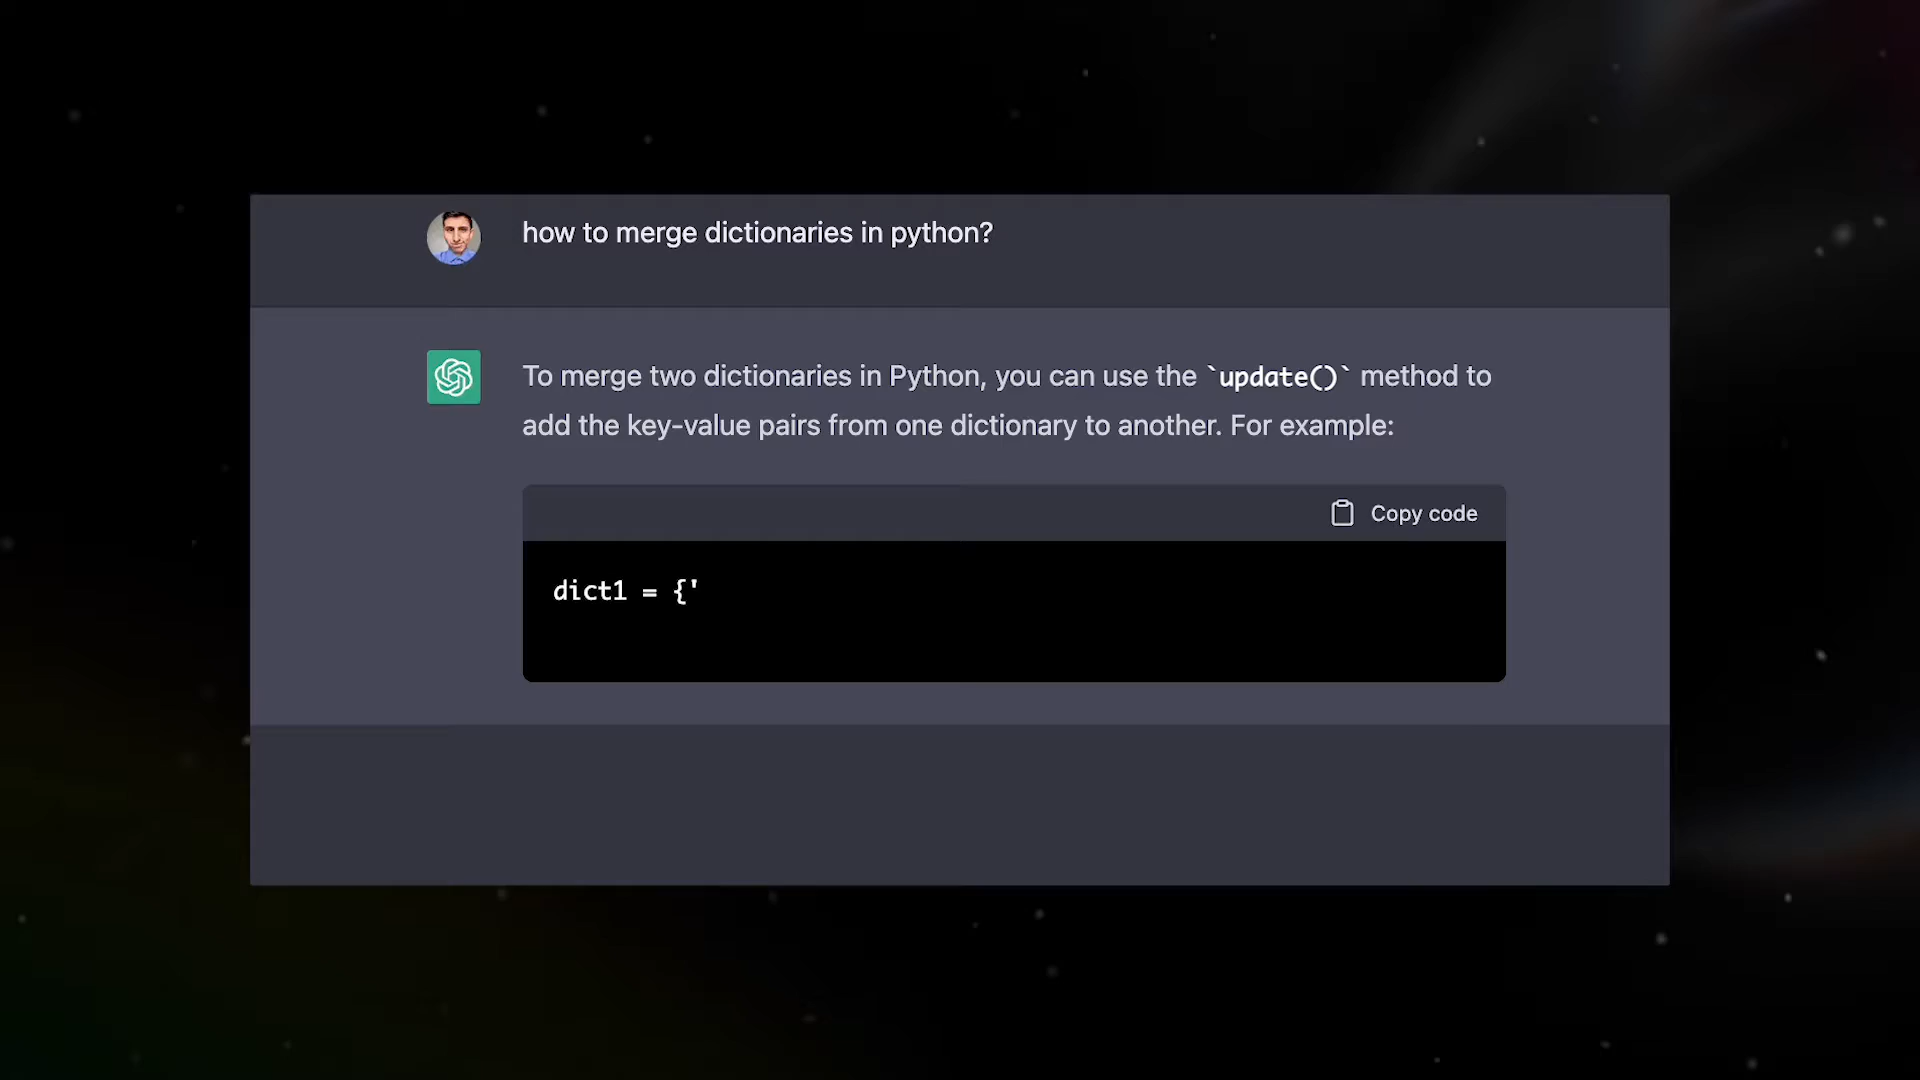 how to merge dictionaries in python?
To merge two dictionaries in Python, you can use the `update()` method to
add the key-value pairs from one dictionary to another. For example:
Copy code
dict1 = {'